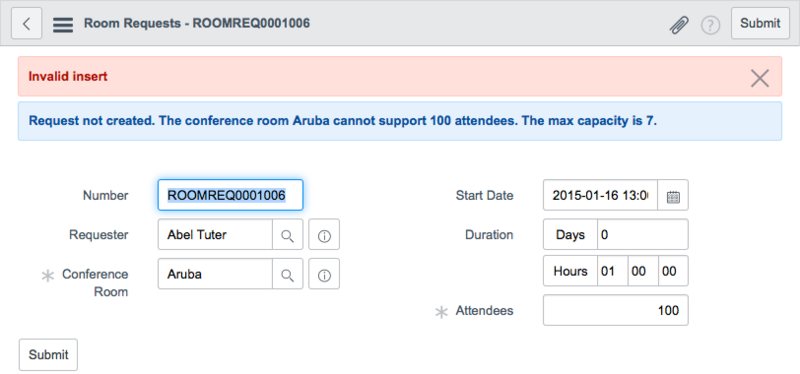 Room Requests - ROOMREQ0001006
Submit
Invalid insert
Request not created. The conference room Aruba cannot support 100 attendees. The max capacity is 7.
Number ROOMREQ0001006 Start Date 2015-01-16 13:0
Requester Abel Tuter Duration Days 0
Conference Room Aruba Hours 01 00 00
Attendees 100
Submit